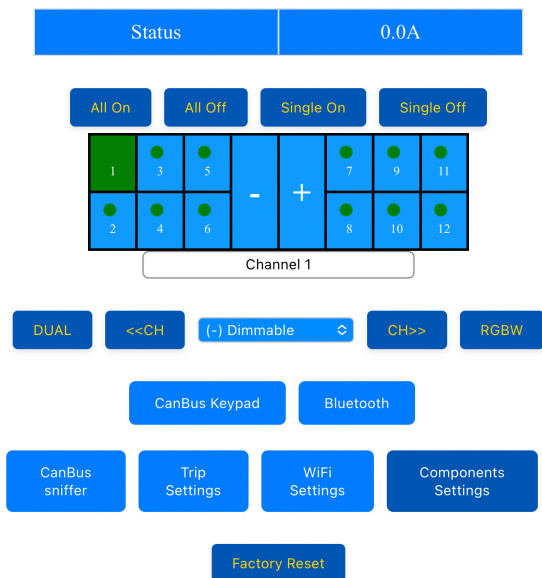 Status 0.0A
All On All Off Single On Single Off
1 3 5 - + 7 9 11
2 4 6 8 10 12
Channel 1
DUAL <<CH (-) Dimmable CH>> RGBW
CanBus Keypad Bluetooth
CanBus Trip WiFi Components
sniffer Settings Settings Settings
Factory Reset